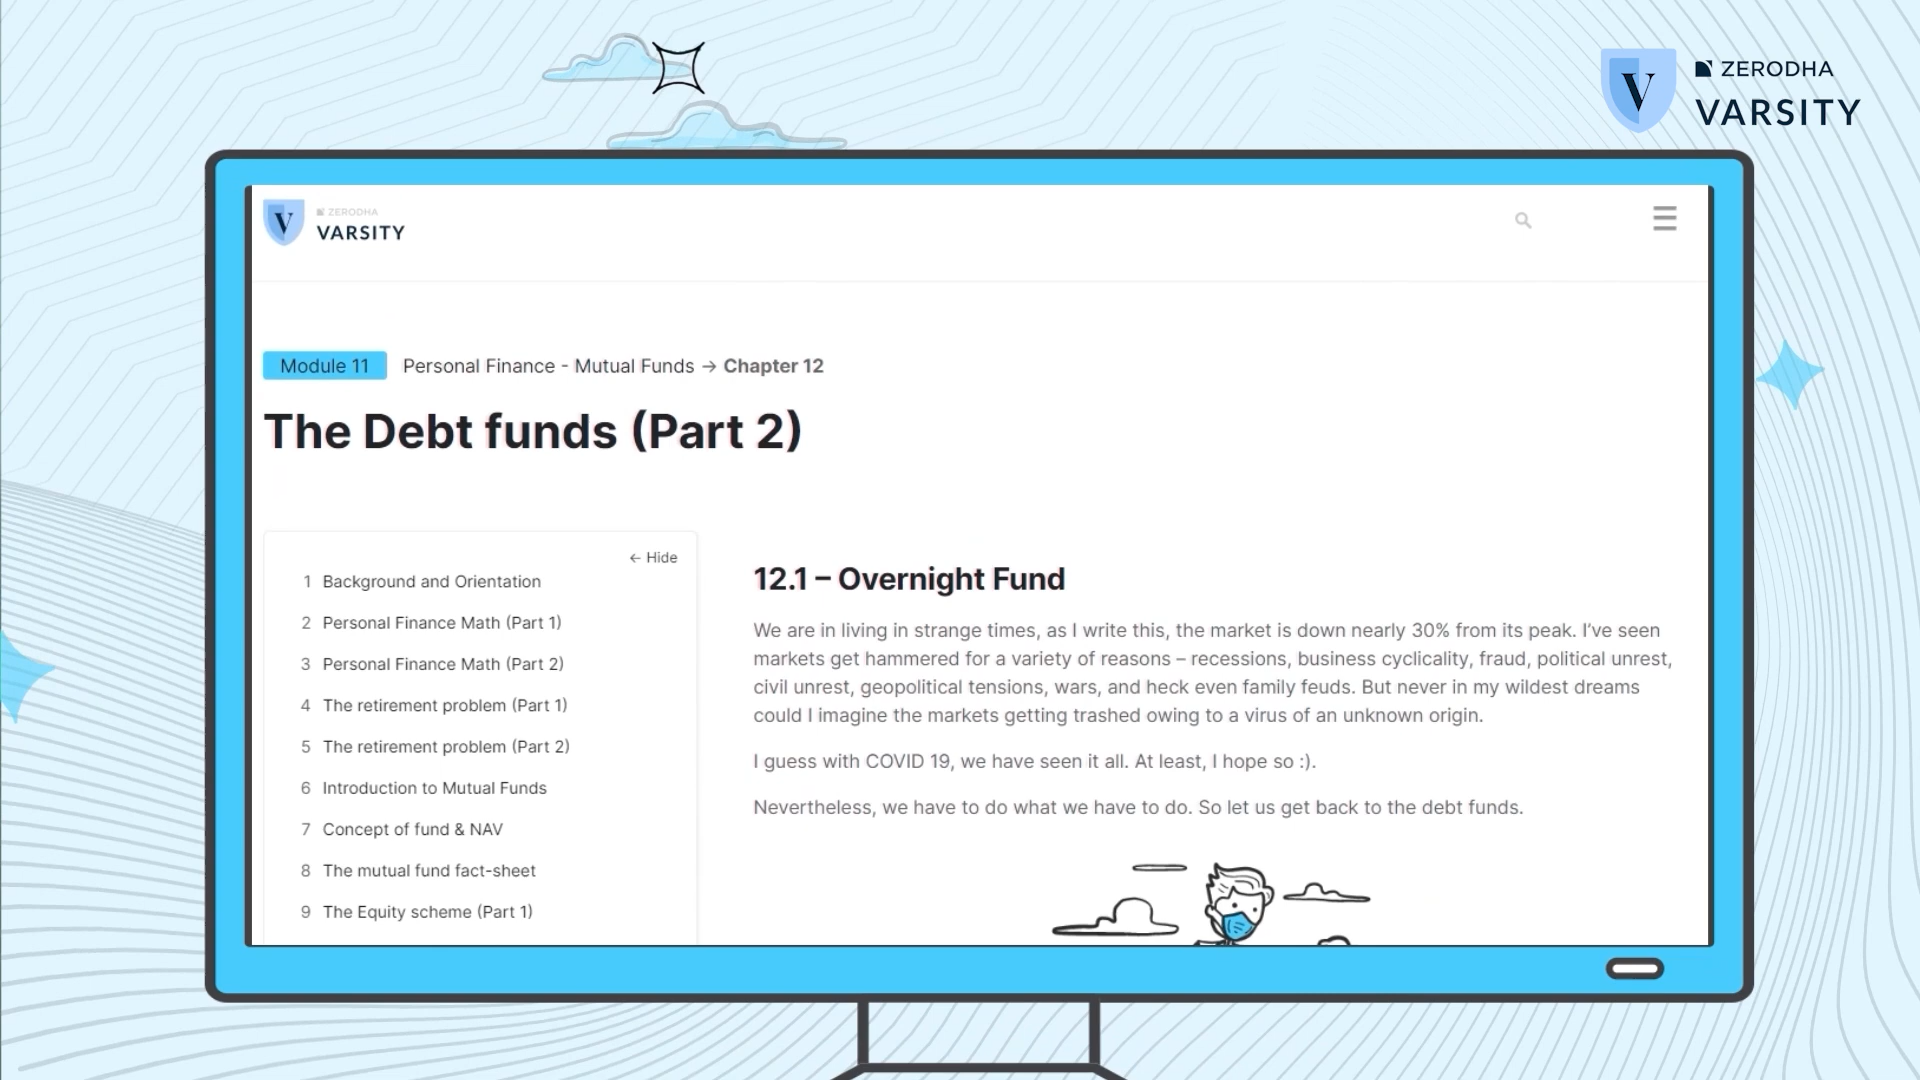 ZERODHA
VARSITY
V
V
ZERODHA
VARSITY
Module 11 Personal Finance - Mutual Funds → Chapter 12
The Debt funds (Part 2)
← Hide
1 Background and Orientation
2 Personal Finance Math (Part 1)
3 Personal Finance Math (Part 2)
4 The retirement problem (Part 1)
5 The retirement problem (Part 2)
6 Introduction to Mutual Funds
7 Concept of fund & NAV
8 The mutual fund fact-sheet
9 The Equity scheme (Part 1)
12.1 – Overnight Fund
We are in living in strange times, as I write this, the market is down nearly 30% from its peak. I’ve seen
markets get hammered for a variety of reasons – recessions, business cyclicality, fraud, political unrest,
civil unrest, geopolitical tensions, wars, and heck even family feuds. But never in my wildest dreams
could I imagine the markets getting trashed owing to a virus of an unknown origin.
I guess with COVID 19, we have seen it all. At least, I hope so :).
Nevertheless, we have to do what we have to do. So let us get back to the debt funds.